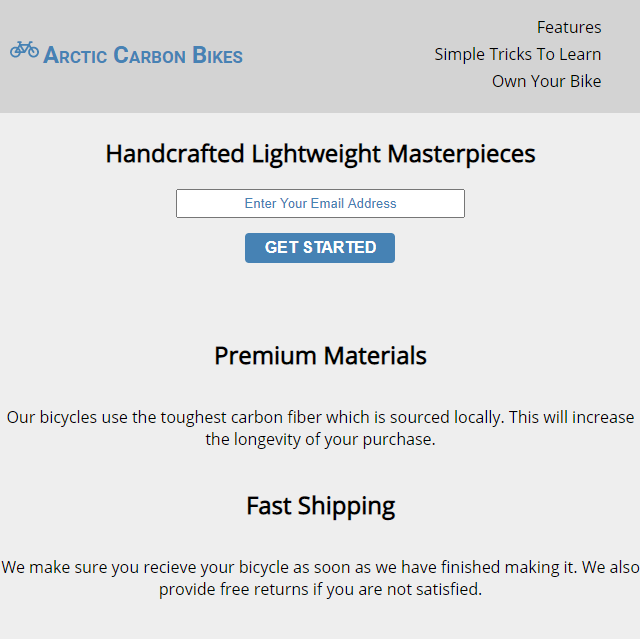 Arctic Carbon Bikes
Features
Simple Tricks To Learn
Own Your Bike
Handcrafted Lightweight Masterpieces
Enter Your Email Address
GET STARTED
Premium Materials
Our bicycles use the toughest carbon fiber which is sourced locally. This will increase
the longevity of your purchase.
Fast Shipping
We make sure you recieve your bicycle as soon as we have finished making it. We also
provide free returns if you are not satisfied.